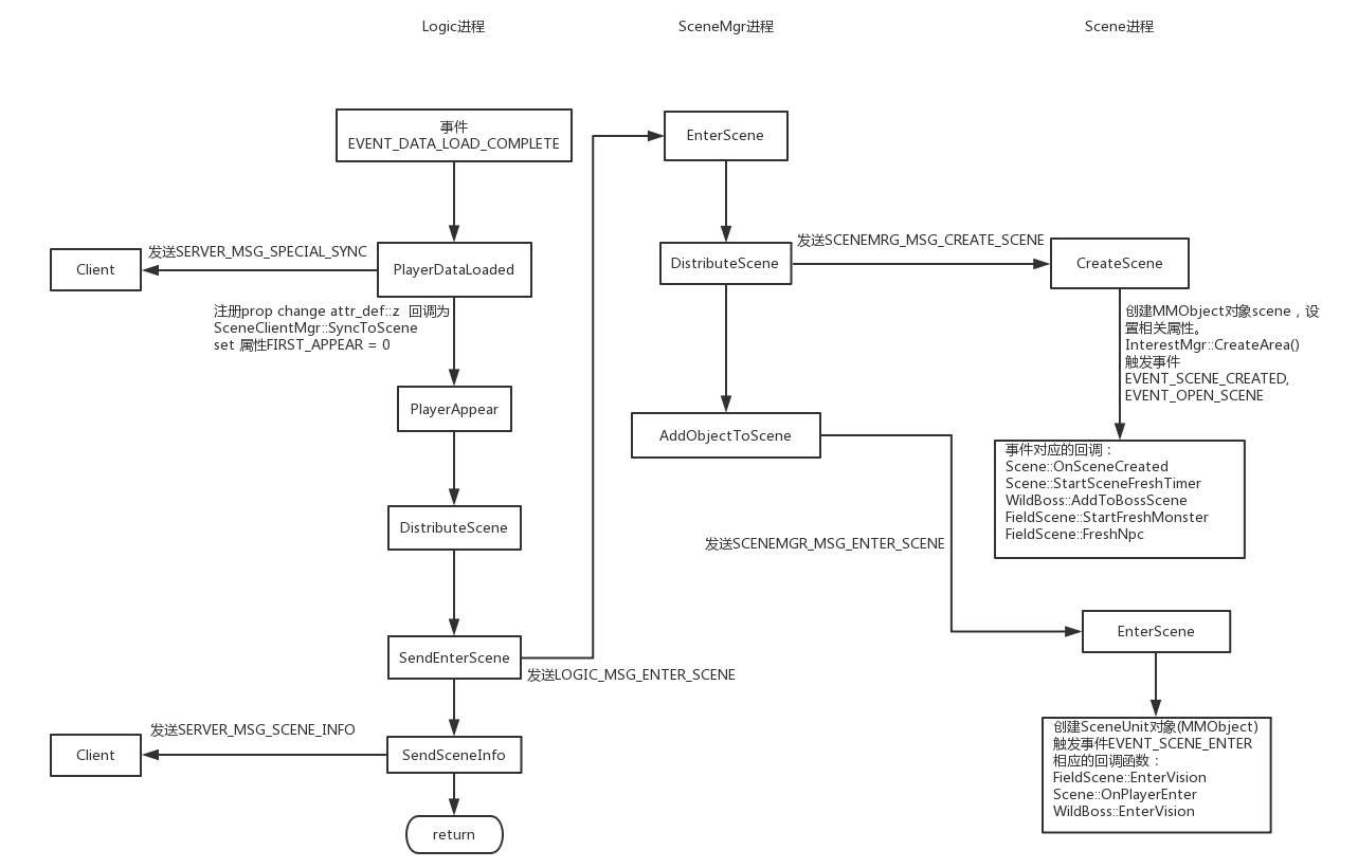 Logic进程
SceneMgr进程
Scene进程
事件
EVENT_DATA_LOAD_COMPLETE
EnterScene
Client
发送SERVER_MSG_SPECIAL_SYNC
PlayerDataLoaded
DistributeScene
发送SCENEMRG_MSG_CREATE_SCENE
CreateScene
注册prop change attr_def::z 回调为
SceneClientMgr::SyncToScene
set 属性FIRST_APPEAR = 0
创建MMObject对象scene，设
置相关属性。
InterestMgr::CreateArea()
触发事件
EVENT_SCENE_CREATED,
EVENT_OPEN_SCENE
PlayerAppear
AddObjectToScene
事件对应的回调：
Scene::OnSceneCreated
Scene::StartSceneFreshTimer
WildBoss::AddToBossScene
FieldScene::StartFreshMonster
FieldScene::FreshNpc
DistributeScene
发送SCENEMGR_MSG_ENTER_SCENE
EnterScene
SendEnterScene
发送LOGIC_MSG_ENTER_SCENE
Client
发送SERVER_MSG_SCENE_INFO
SendSceneInfo
创建SceneUnit对象(MMObject)
触发事件EVENT_SCENE_ENTER
相应的回调函数：
FieldScene::EnterVision
Scene::OnPlayerEnter
WildBoss::EnterVision
return